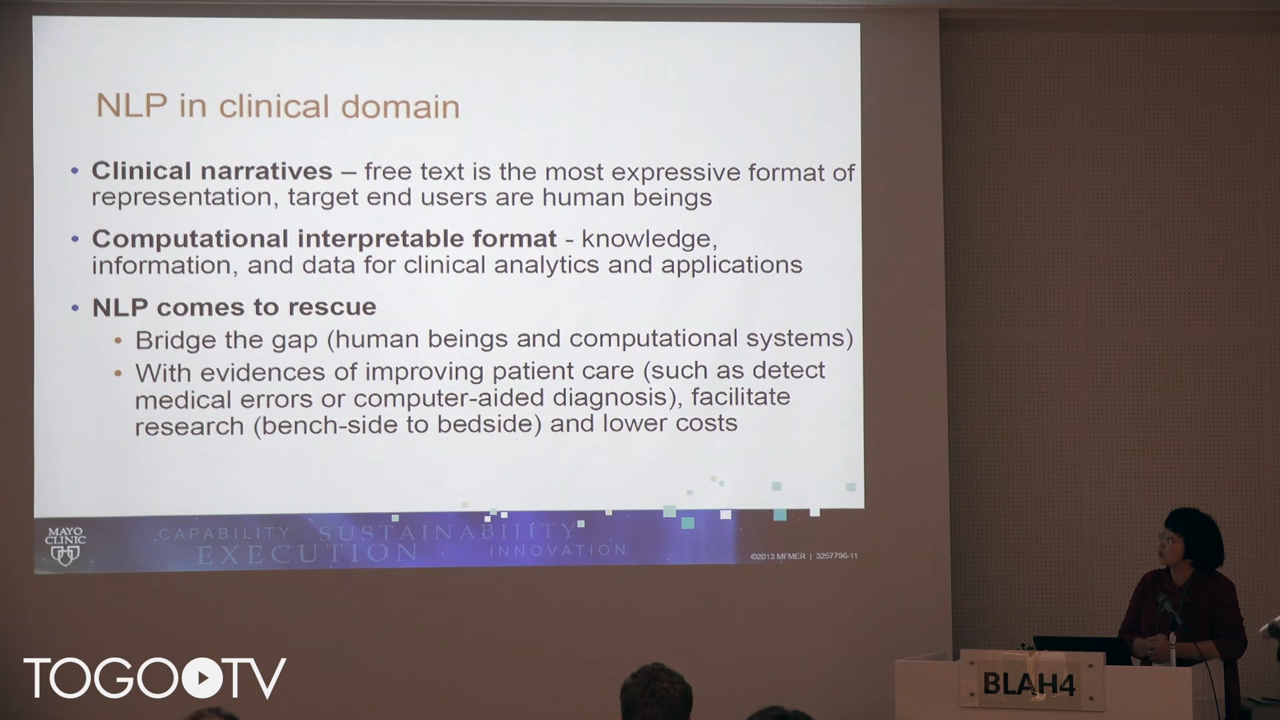 NLP in clinical domain
• Clinical narratives – free text is the most expressive format of
representation, target end users are human beings
• Computational interpretable format - knowledge,
information, and data for clinical analytics and applications
• NLP comes to rescue
• Bridge the gap (human beings and computational systems)
• With evidences of improving patient care (such as detect
medical errors or computer-aided diagnosis), facilitate
research (bench-side to bedside) and lower costs
MAYO
CLINIC
CAPABILITY SUSTAINABILITY
EXECUTION INNOVATION
©2013 MFMER | 3257796-11
TOGO TV
BLAH4